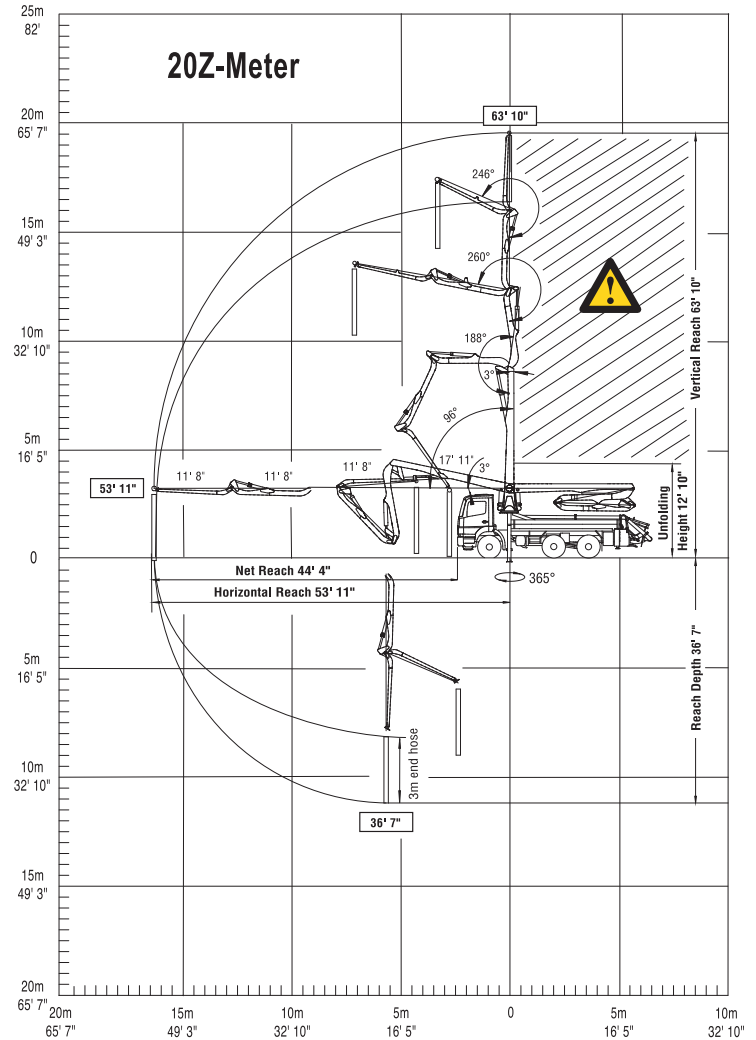 25m
82'
20Z-Meter
20m
65' 7"
63' 10"
246°
15m
49' 3"
260°
10m
32' 10"
188°
3°
Vertical Reach 63' 10"
96°
5m
16' 5"
17' 11"
3°
11' 8"
11' 8"
11' 8"
53' 11"
Unfolding
Height 12' 10"
0
Net Reach 44' 4"
365°
Horizontal Reach 53' 11"
5m
16' 5"
Reach Depth 36' 7"
10m
32' 10"
3m end hose
36' 7"
15m
49' 3"
20m
65' 7"
20m 15m 10m 5m 0 5m 10m
65' 7" 49' 3" 32' 10" 16' 5" 16' 5" 32' 10"
!